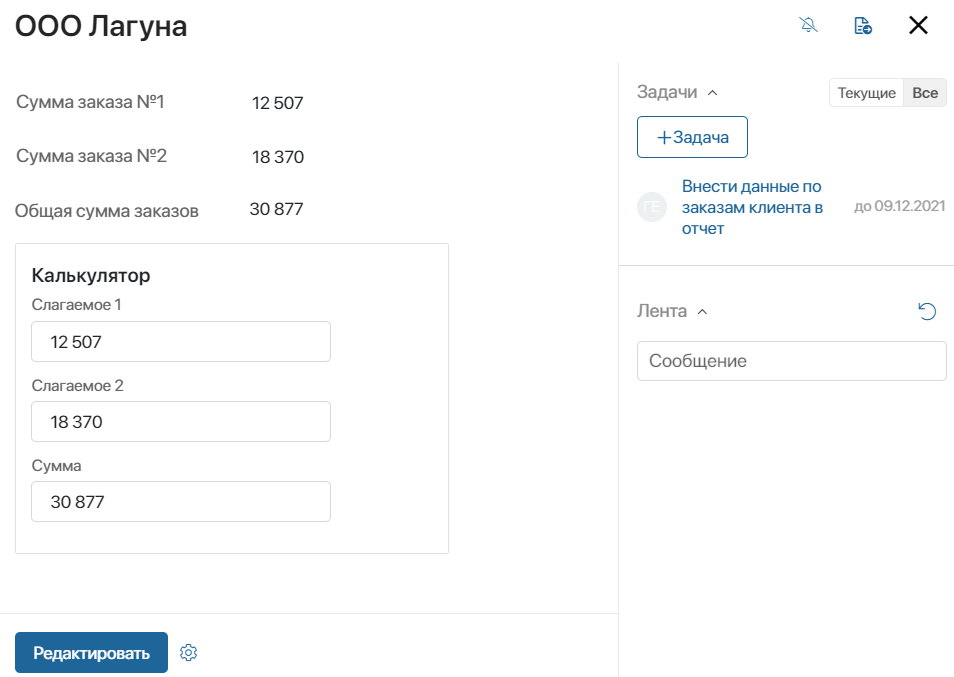 ООО Лагуна
Сумма заказа №1
12 507
Сумма заказа №2
18 370
Общая сумма заказов
30 877
Калькулятор
Слагаемое 1
12 507
Слагаемое 2
18 370
Сумма
30 877
Редактировать
Задачи
Текущие
Все
+Задача
ГЕ
Внести данные по
заказам клиента в
отчет
до 09.12.2021
Лента
Сообщение